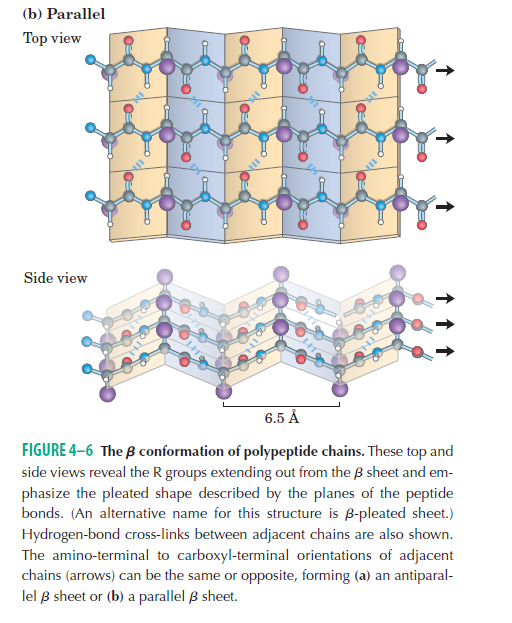 (b) Parallel
Top view
Side view
6.5 Å
FIGURE 4–6 The β conformation of polypeptide chains. These top and
side views reveal the R groups extending out from the β sheet and em-
phasize the pleated shape described by the planes of the peptide
bonds. (An alternative name for this structure is β-pleated sheet.)
Hydrogen-bond cross-links between adjacent chains are also shown.
The amino-terminal to carboxyl-terminal orientations of adjacent
chains (arrows) can be the same or opposite, forming (a) an antiparal-
lel β sheet or (b) a parallel β sheet.